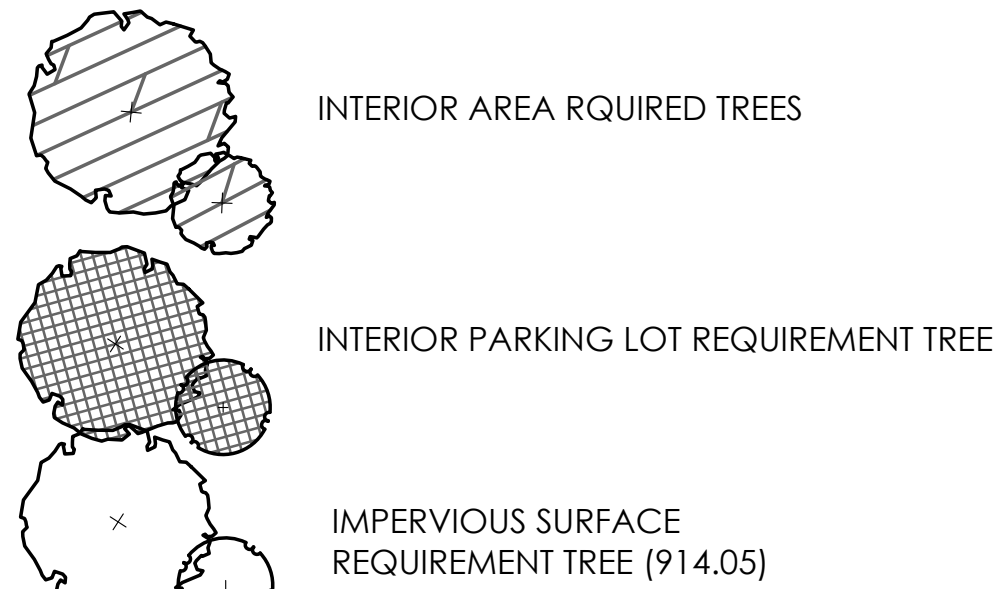 INTERIOR AREA RQUIRED TREES
INTERIOR PARKING LOT REQUIREMENT TREE
IMPERVIOUS SURFACE
REQUIREMENT TREE (914.05)